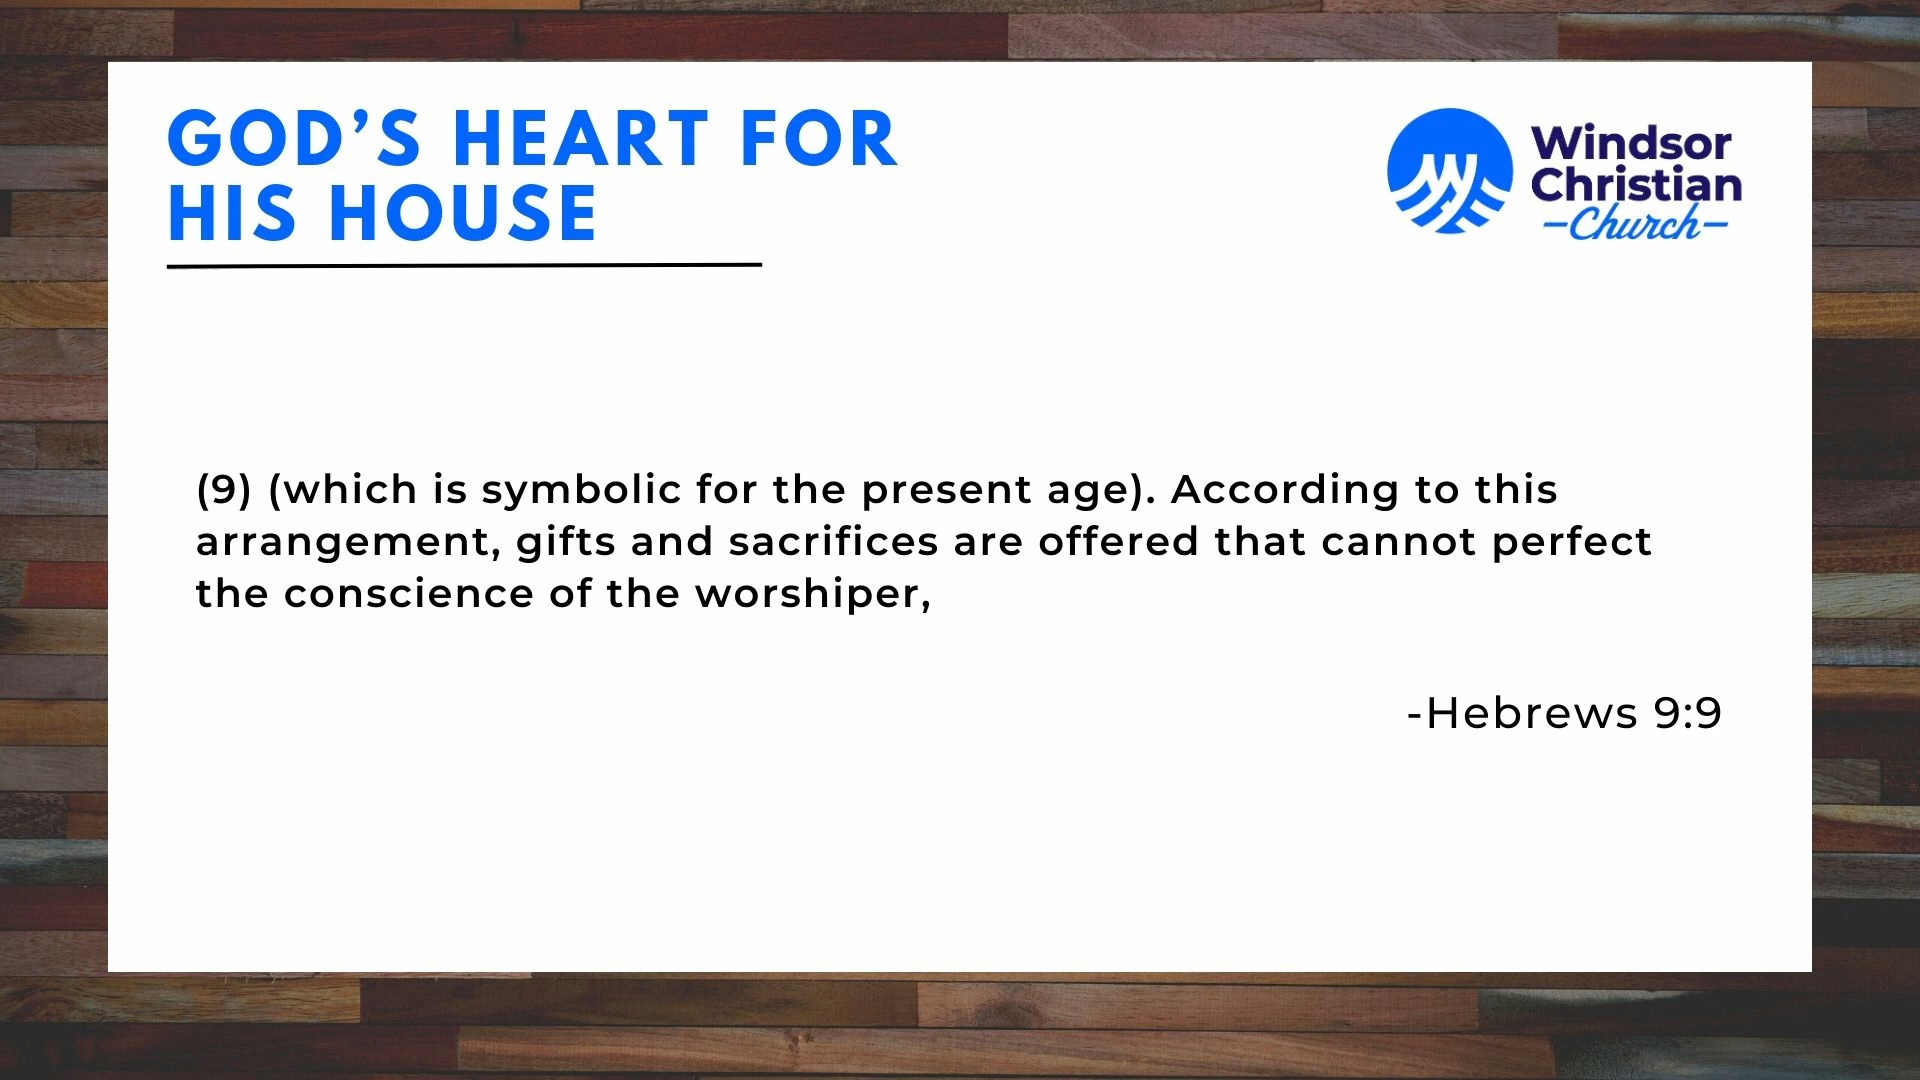 GOD’S HEART FOR
HIS HOUSE
Windsor
Christian
–Church–
(9) (which is symbolic for the present age). According to this
arrangement, gifts and sacrifices are offered that cannot perfect
the conscience of the worshiper,
-Hebrews 9:9